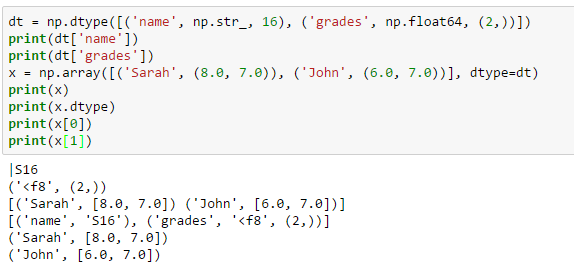 dt = np.dtype([('name', np.str_, 16), ('grades', np.float64, (2,))])
print(dt['name'])
print(dt['grades'])
x = np.array([('Sarah', (8.0, 7.0)), ('John', (6.0, 7.0))], dtype=dt)
print(x)
print(x.dtype)
print(x[0])
print(x[1])
|S16
('<f8', (2,))
[('Sarah', [8.0, 7.0]) ('John', [6.0, 7.0])]
[('name', 'S16'), ('grades', '<f8', (2,))]
('Sarah', [8.0, 7.0])
('John', [6.0, 7.0])